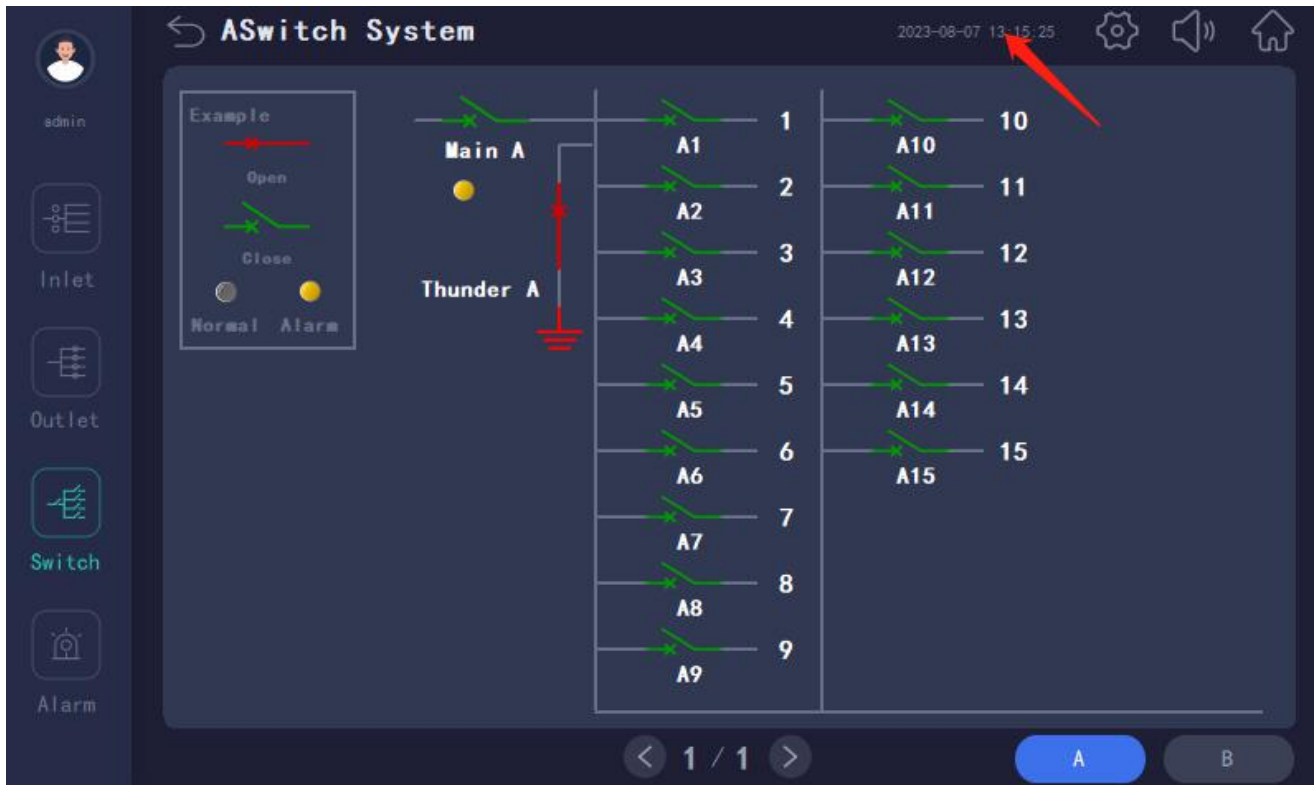 ASwitch System
2023-08-07 13:15:25
admin
Inlet
Outlet
Switch
Alarm
Example
Open
Close
Normal Alarm
Main A
Thunder A
1
A1
2
A2
3
A3
4
A4
5
A5
6
A6
7
A7
8
A8
9
A9
10
A10
11
A11
12
A12
13
A13
14
A14
15
A15
< 1 / 1 >
A
B